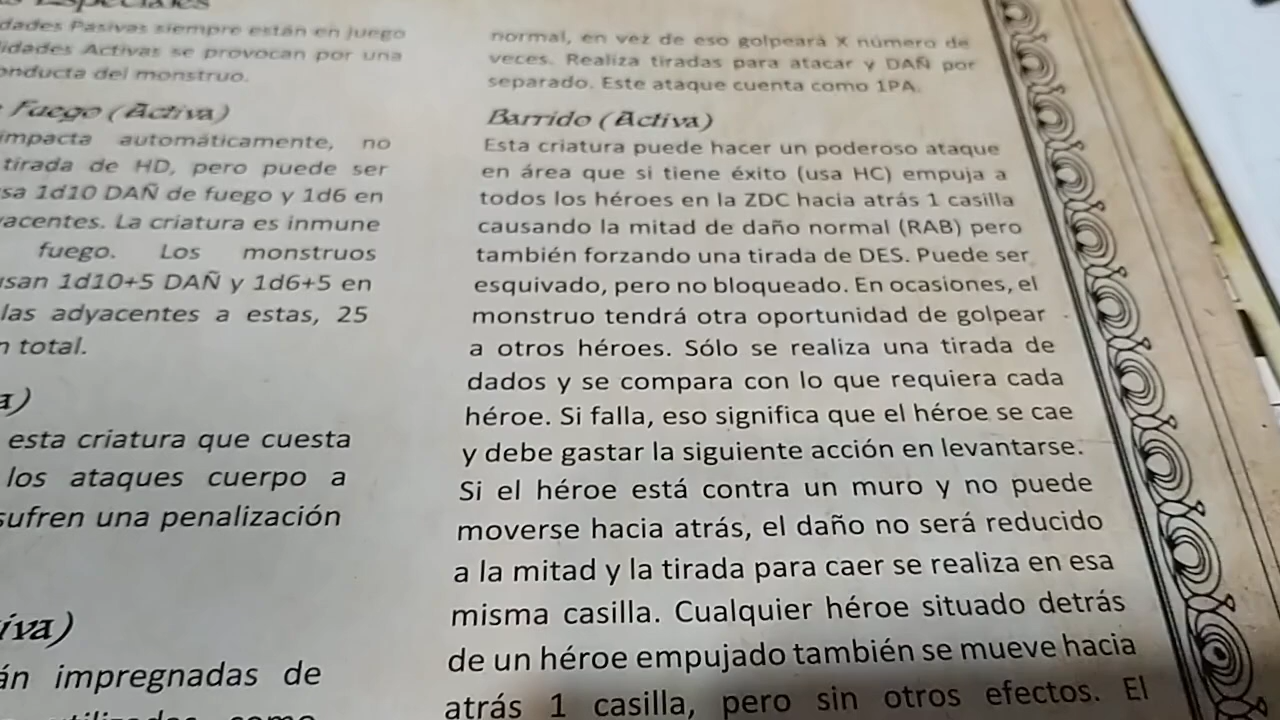 Especiales
dades Pasivas siempre están en juego
lidades Activas se provocan por una
onducta del monstruo.
Fuego (Activa)
impacta automáticamente, no
tirada de HD, pero puede ser
sa 1d10 DAÑ de fuego y 1d6 en
yacentes. La criatura es inmune
fuego. Los monstruos
usan 1d10+5 DAÑ y 1d6+5 en
las adyacentes a estas, 25
n total.
a)
esta criatura que cuesta
los ataques cuerpo a
sufren una penalización
iva)
án impregnadas de
normal, en vez de eso golpeará X número de
veces. Realiza tiradas para atacar y DAÑ por
separado. Este ataque cuenta como 1PA.
Barrido (Activa)
Esta criatura puede hacer un poderoso ataque
en área que si tiene éxito (usa HC) empuja a
todos los héroes en la ZDC hacia atrás 1 casilla
causando la mitad de daño normal (RAB) pero
también forzando una tirada de DES. Puede ser
esquivado, pero no bloqueado. En ocasiones, el
monstruo tendrá otra oportunidad de golpear
a otros héroes. Sólo se realiza una tirada de
dados y se compara con lo que requiera cada
héroe. Si falla, eso significa que el héroe se cae
y debe gastar la siguiente acción en levantarse.
Si el héroe está contra un muro y no puede
moverse hacia atrás, el daño no será reducido
a la mitad y la tirada para caer se realiza en esa
misma casilla. Cualquier héroe situado detrás
de un héroe empujado también se mueve hacia
atrás 1 casilla, pero sin otros efectos. El